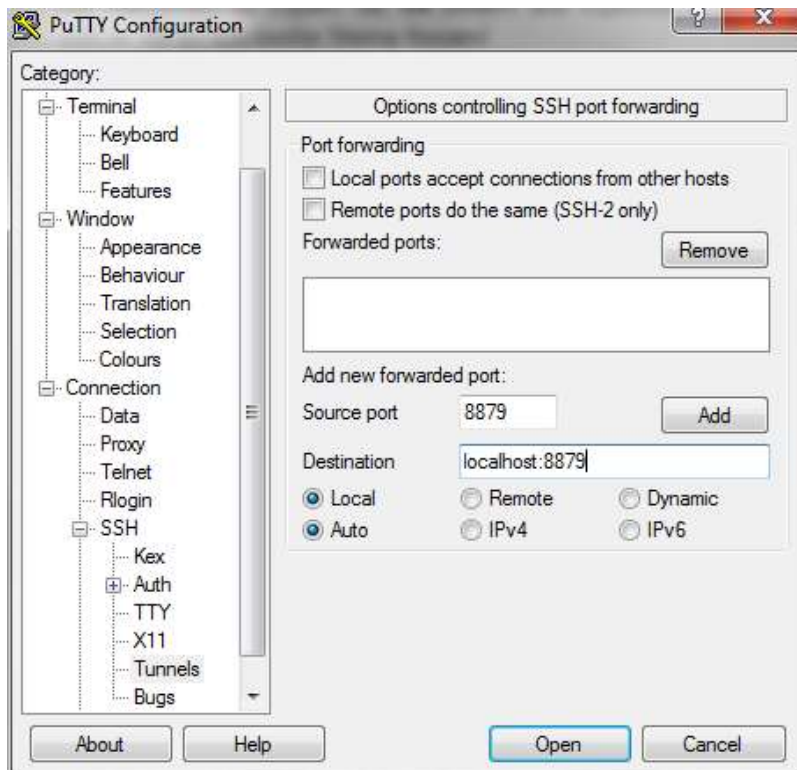 PuTTY Configuration
Category:
Terminal
Keyboard
Bell
Features
Window
Appearance
Behaviour
Translation
Selection
Colours
Connection
Data
Proxy
Telnet
Rlogin
SSH
Kex
Auth
TTY
X11
Tunnels
Bugs
Options controlling SSH port forwarding
Port forwarding
Local ports accept connections from other hosts
Remote ports do the same (SSH-2 only)
Forwarded ports:
Remove
Add new forwarded port:
Source port 8879 Add
Destination localhost:8879
Local Remote Dynamic
Auto IPv4 IPv6
About Help Open Cancel